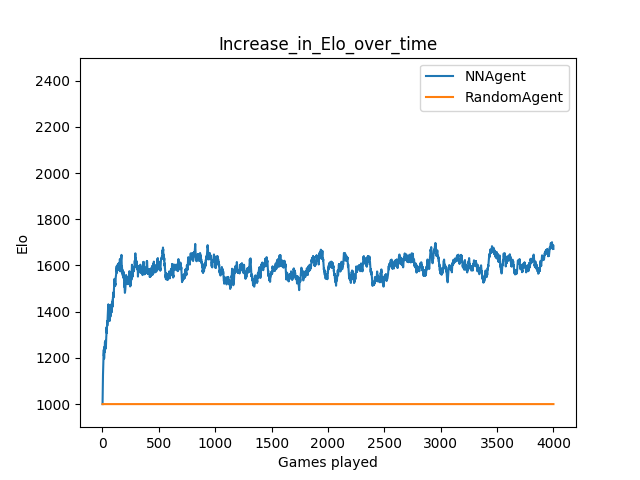 Increase_in_Elo_over_time
NNAgent
RandomAgent
2400
2200
2000
1800
1600
1400
1200
1000
Elo
0 500 1000 1500 2000 2500 3000 3500 4000
Games played